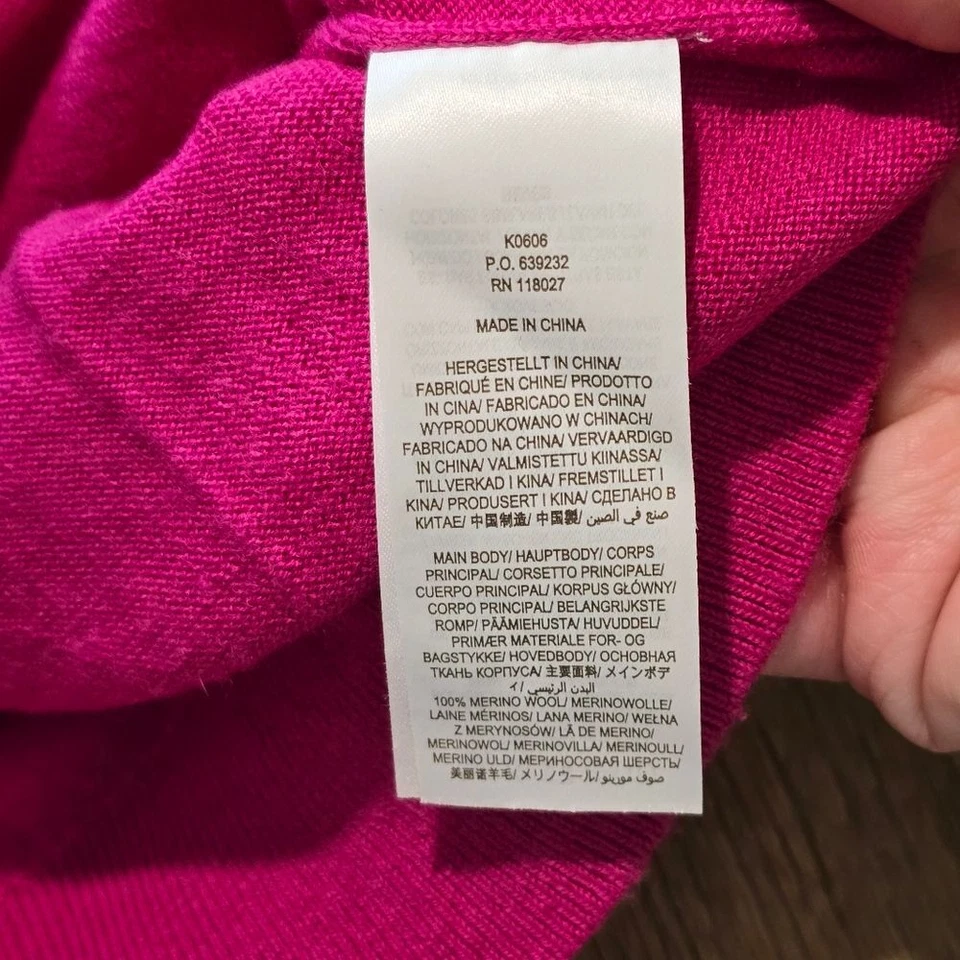 K0606
P.O. 639232
RN 118027
MADE IN CHINA
HERGESTELLT IN CHINA/
FABRIQUÉ EN CHINE/ PRODOTTO
IN CINA/ FABRICADO EN CHINA/
WYPRODUKOWANO W CHINACH/
FABRICADO NA CHINA/ VERVAARDIGD
IN CHINA/ VALMISTETTU KIINASSA/
TILLVERKAD I KINA/ FREMSTILLET I
KINA/ PRODUSERT I KINA/ СДЕЛАНО В
КИТАЕ/ 中国制造/ 中国製/ صنع في الصين
MAIN BODY/ HAUPTBODY/ CORPS
PRINCIPAL/ CORSETTO PRINCIPALE/
CUERPO PRINCIPAL/ KORPUS GŁÓWNY/
CORPO PRINCIPAL/ BELANGRIJKSTE
ROMP/ PÄÄMIEHUSTA/ HUVUDDEL/
PRIMÆR MATERIALE FOR- OG
BAGSTYKKE/ HOVEDBODY/ ОСНОВНАЯ
ТКАНЬ КОРПУСА/ 主要面料/ メインボデ
ィ/ البدن الرئيسي
100% MERINO WOOL/ MERINOWOLLE/
LAINE MÉRINOS/ LANA MERINO/ WEŁNA
Z MERYNOSÓW/ LÃ DE MERINO/
MERINOWOL/ MERINOVILLA/ MERINOULL/
MERINO ULD/ МЕРИНОСОВАЯ ШЕРСТЬ/
美丽诺羊毛/ メリノウール/ صوف مورينو